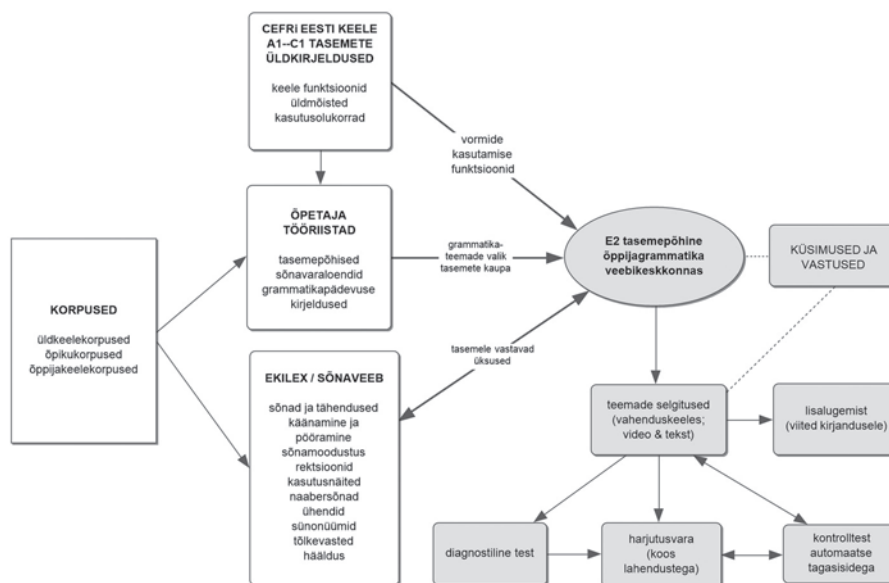 CEFRi EESTI KEELE
A1--C1 TASEMETE
ÜLDKIRJELDUSED
keele funktsioonid
üldmõisted
kasutusolukorrad
vormide
kasutamise
funktsioonid
ÕPETAJA
TÖÖRIISTAD
tasemepõhised
sõnavaraloendid
grammatikapädevuse
kirjeldused
grammatika-
teemade valik
tasemete kaupa
E2 tasemepõhine
õppijagrammatika
veebikeskkonnas
KÜSIMUSED JA
VASTUSED
KORPUSED
üldkeelekorpused
õpikukorpused
õppijakeelekorpused
tasemele vastavad
üksused
EKILEX / SÕNAVEEB
sõnad ja tähendused
käänamine ja
pööramine
sõnamoodustus
rektsioonid
kasutusnäited
naabersõnad
ühendid
sünonüümid
tõlkevasted
hääldus
teemade selgitused
(vahenduskeeles;
video & tekst)
lisalugemist
(viited kirjandusele)
diagnostiline test
harjutusvara
(koos
lahendustega)
kontrolltest
automaatse
tagasisidega